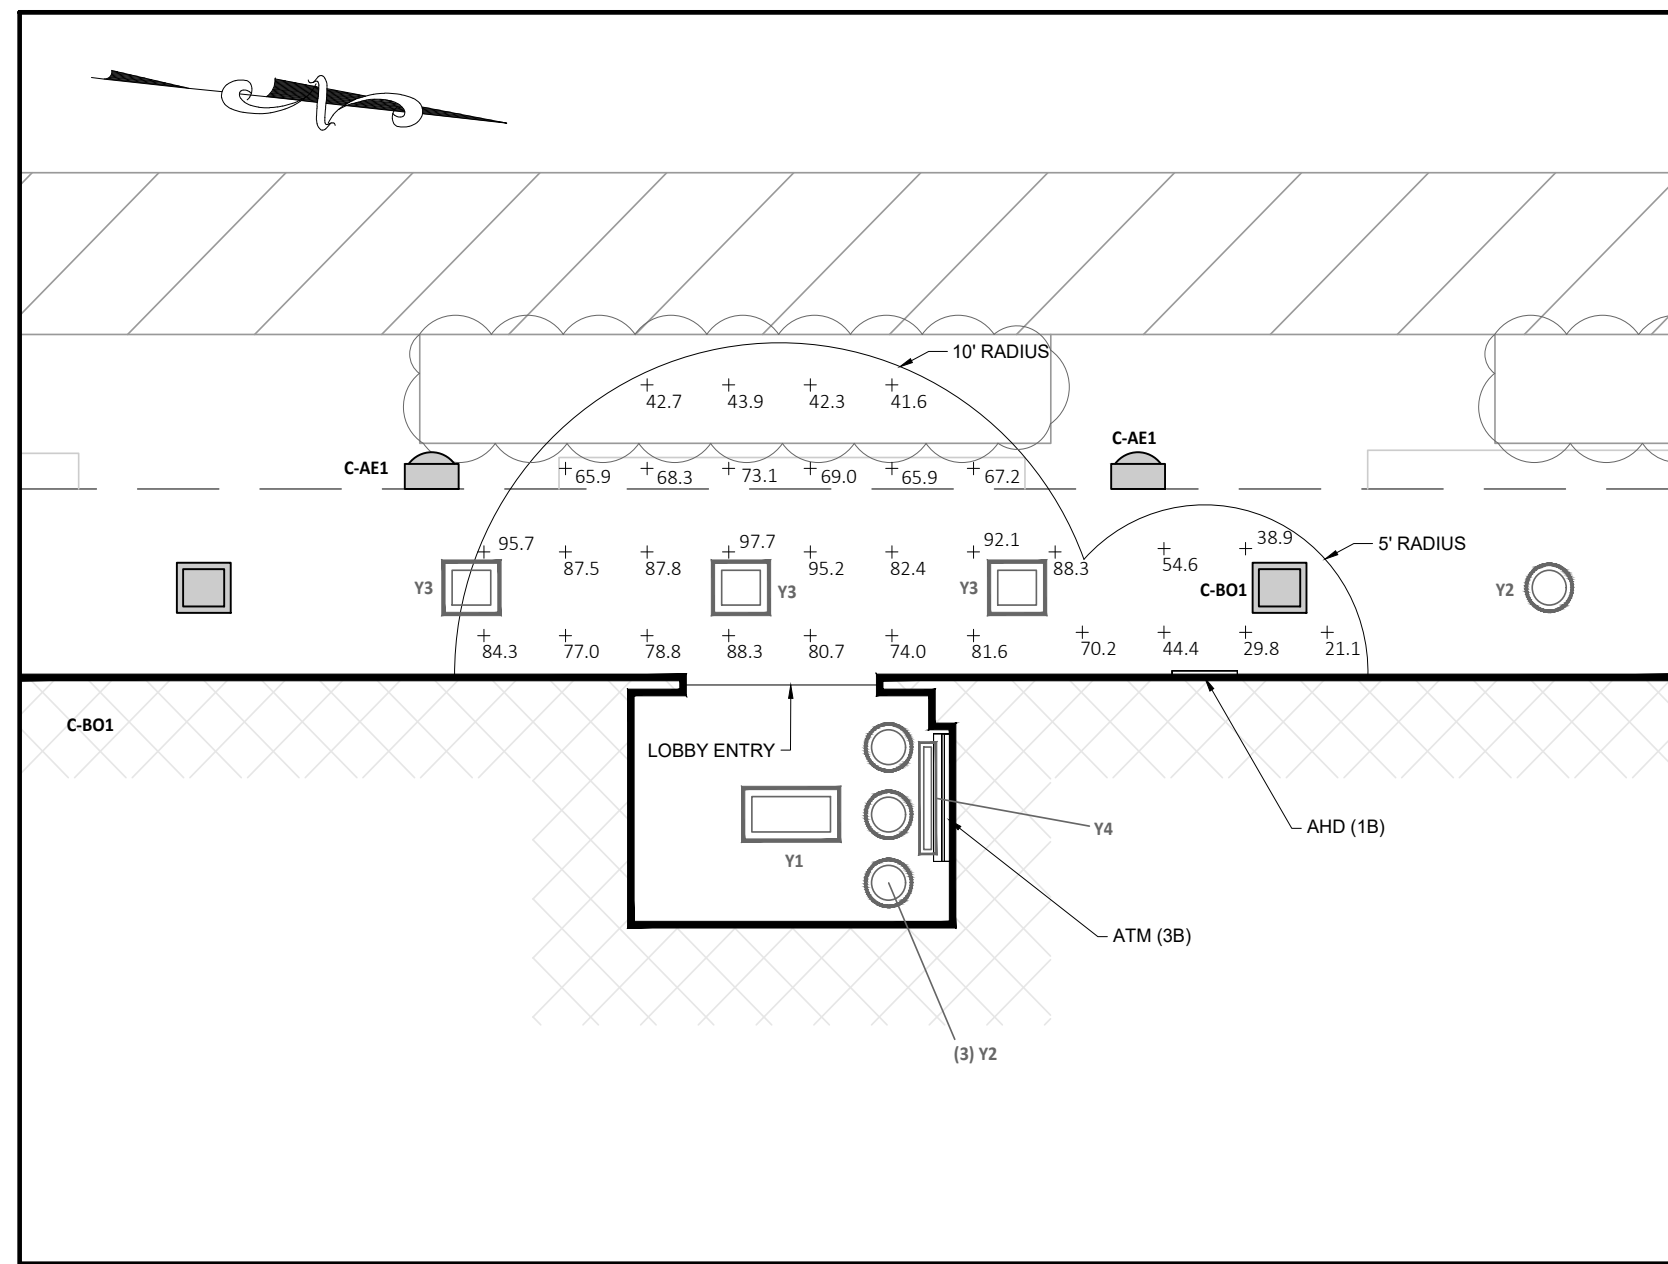 10' RADIUS
42.7 43.9 42.3 41.6
C-AE1
C-AE1
65.9 68.3 73.1 69.0 65.9 67.2
95.7 87.5 87.8 97.7 95.2 82.4 92.1 88.3 54.6 38.9
5' RADIUS
Y3 Y3 Y3 C-BO1 Y2
84.3 77.0 78.8 88.3 80.7 74.0 81.6 70.2 44.4 29.8 21.1
C-BO1
LOBBY ENTRY
Y4
AHD (1B)
Y1
ATM (3B)
(3) Y2